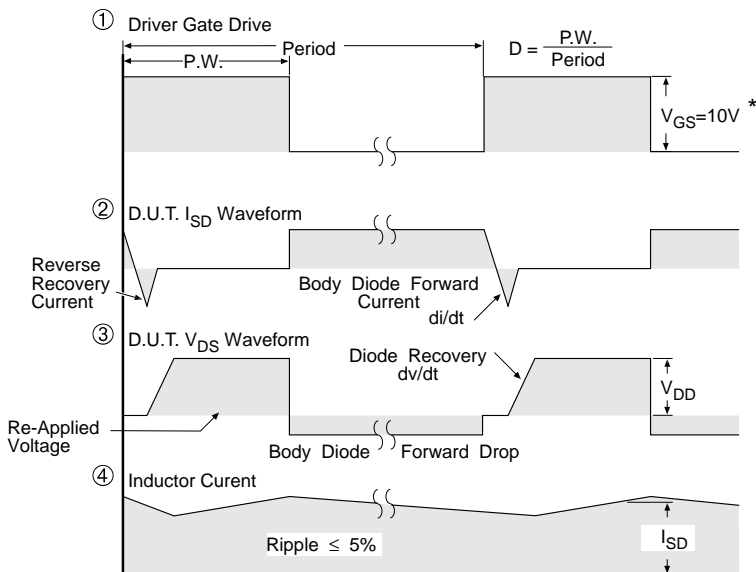 ① Driver Gate Drive
Period
P.W.
D = P.W.
Period
V_GS=10V *
② D.U.T. I_SD Waveform
Reverse
Recovery
Current
Body Diode Forward
Current
di/dt
③ D.U.T. V_DS Waveform
Diode Recovery
dv/dt
V_DD
Re-Applied
Voltage
Body Diode Forward Drop
④ Inductor Curent
Ripple ≤ 5%
I_SD